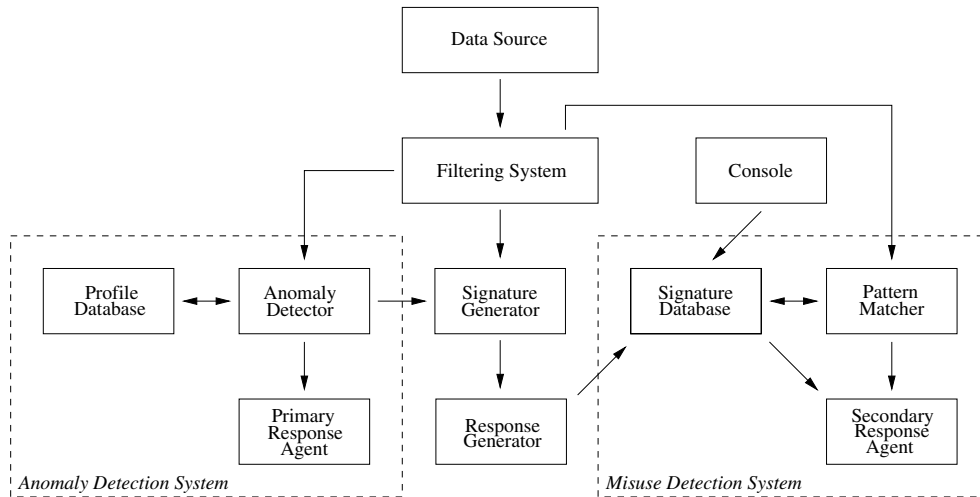 Data Source
Filtering System
Console
Profile
Database
Anomaly
Detector
Signature
Generator
Signature
Database
Pattern
Matcher
Primary
Response
Agent
Response
Generator
Secondary
Response
Agent
Anomaly Detection System
Misuse Detection System